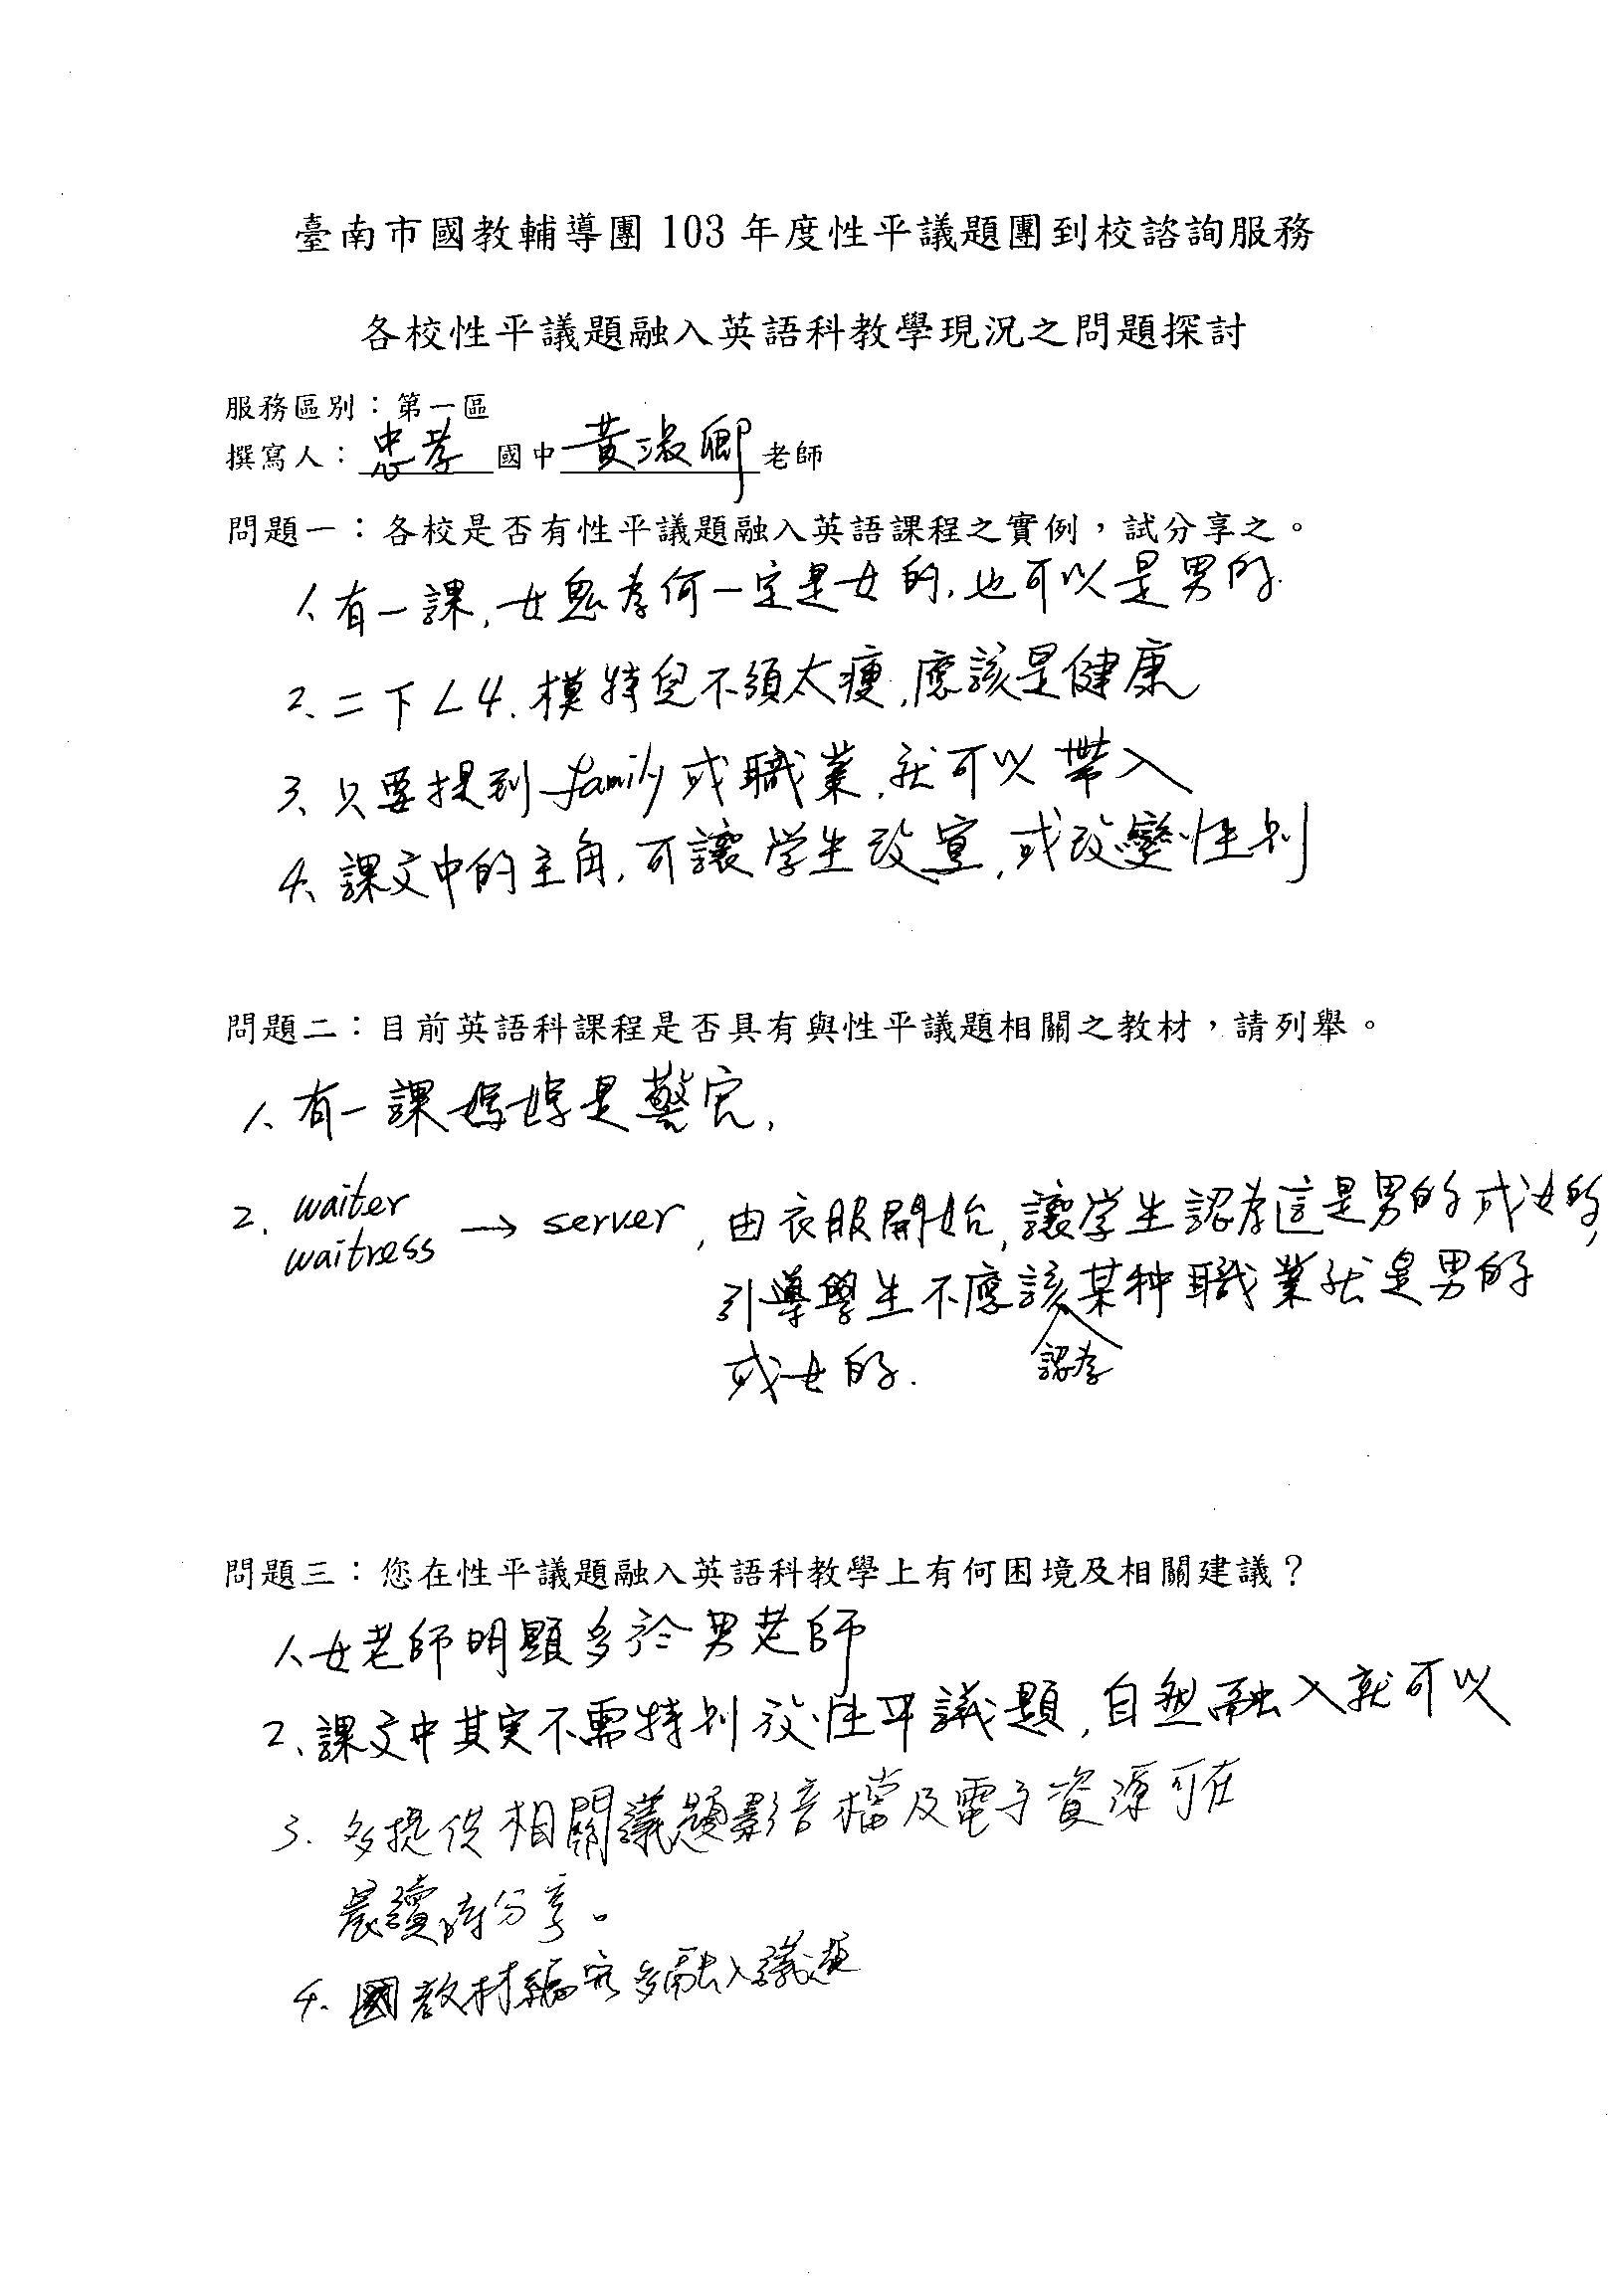 臺南市國教輔導團 103 年度性平議題團到校諮詢服務
各校性平議題融入英語科教學現況之問題探討
服務區別：第一區
撰寫人：忠孝國中黃淑卿老師
問題一：各校是否有性平議題融入英語課程之實例，試分享之。
1、有一課,女鬼為何一定是女的,也可以是男的.
2、二下L4.模特兒不須太瘦,應該是健康
3、只要提到family或職業,就可以帶入
4、課文中的主角,可讓学生改寫,或改變性別
問題二：目前英語科課程是否具有與性平議題相關之教材，請列舉。
1、有一課媽媽是警官,
2. waiter
waitress → server,由衣服開始,讓学生認為這是男的或女的,
引導學生不應該認為某种職業就是男的
或女的.
問題三：您在性平議題融入英語科教學上有何困境及相關建議？
1、女老師明顯多於男老師
2、課文中其实不需特別放性平議題,自然融入就可以
3. 多提供相關議題影音檔及電子資源可在
晨讀時分享。
4. 教材編寫多融入議題